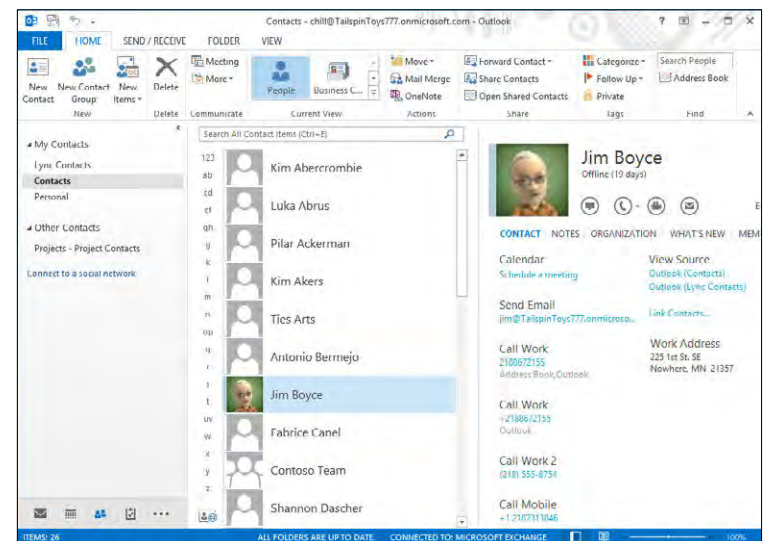 Contacts - chill@TailspinToys777.onmicrosoft.com - Outlook
FILE HOME SEND / RECEIVE FOLDER VIEW
New Contact
New Contact Group
New Items
Delete
Meeting
More
People
Business C...
Move
Mail Merge
OneNote
Forward Contact
Share Contacts
Open Shared Contacts
Categorize
Follow Up
Private
Search People
Address Book
New Delete Communicate Current View Actions Share Tags Find
My Contacts
Lync Contacts
Contacts
Personal
Other Contacts
Projects - Project Contacts
Connect to a social network
Search All Contact Items (Ctrl+E)
123
ab
cd
ef
gh
ij
k
l
m
n
op
q
r
s
t
uv
w
x
y
z
Kim Abercrombie
Luka Abrus
Pilar Ackerman
Kim Akers
Ties Arts
Antonio Bermejo
Jim Boyce
Fabrice Canel
Contoso Team
Shannon Dascher
Jim Boyce
Offline (19 days)
CONTACT NOTES ORGANIZATION WHAT'S NEW MEM
Calendar
Schedule a meeting
Send Email
jim@TailspinToys777.onmicroso...
Call Work
2188672155
Address Book, Outlook
Call Work
+2188672155
Outlook
Call Work 2
(218) 555-8754
Call Mobile
View Source
Outlook (Contacts)
Outlook (Lync Contacts)
Link Contacts...
Work Address
225 1st St. SE
Nowhere, MN 21357
ITEMS: 26 ALL FOLDERS ARE UP TO DATE. CONNECTED TO: MICROSOFT EXCHANGE 100%